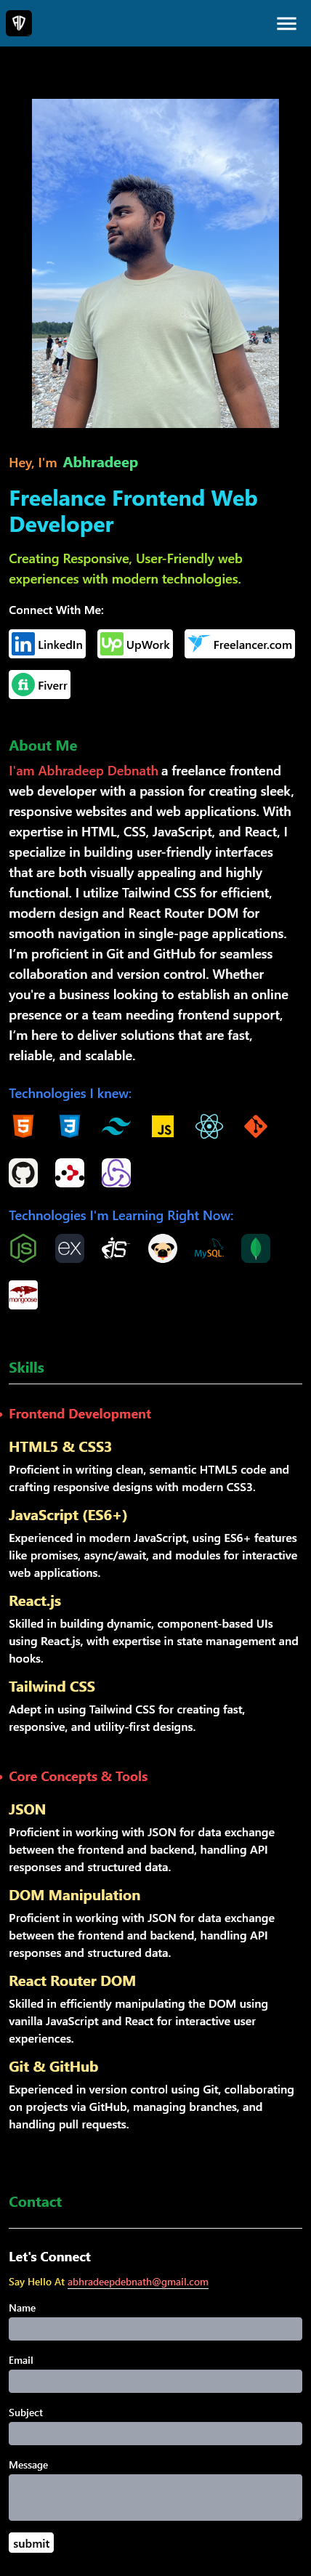 Hey, I'm Abhradeep
Freelance Frontend Web
Developer
Creating Responsive, User-Friendly web
experiences with modern technologies.
Connect With Me:
in LinkedIn
Up UpWork
Freelancer.com
fi Fiverr
About Me
I'am Abhradeep Debnath a freelance frontend
web developer with a passion for creating sleek,
responsive websites and web applications. With
expertise in HTML, CSS, JavaScript, and React, I
specialize in building user-friendly interfaces
that are both visually appealing and highly
functional. I utilize Tailwind CSS for efficient,
modern design and React Router DOM for
smooth navigation in single-page applications.
I'm proficient in Git and GitHub for seamless
collaboration and version control. Whether
you're a business looking to establish an online
presence or a team needing frontend support,
I'm here to deliver solutions that are fast,
reliable, and scalable.
Technologies I knew:
5 3 JS
Technologies I'm Learning Right Now:
JS ex JS MySQL
mongoose
Skills
Frontend Development
HTML5 & CSS3
Proficient in writing clean, semantic HTML5 code and
crafting responsive designs with modern CSS3.
JavaScript (ES6+)
Experienced in modern JavaScript, using ES6+ features
like promises, async/await, and modules for interactive
web applications.
React.js
Skilled in building dynamic, component-based UIs
using React.js, with expertise in state management and
hooks.
Tailwind CSS
Adept in using Tailwind CSS for creating fast,
responsive, and utility-first designs.
Core Concepts & Tools
JSON
Proficient in working with JSON for data exchange
between the frontend and backend, handling API
responses and structured data.
DOM Manipulation
Proficient in working with JSON for data exchange
between the frontend and backend, handling API
responses and structured data.
React Router DOM
Skilled in efficiently manipulating the DOM using
vanilla JavaScript and React for interactive user
experiences.
Git & GitHub
Experienced in version control using Git, collaborating
on projects via GitHub, managing branches, and
handling pull requests.
Contact
Let's Connect
Say Hello At abhradeepdebnath@gmail.com
Name
Email
Subject
Message
submit